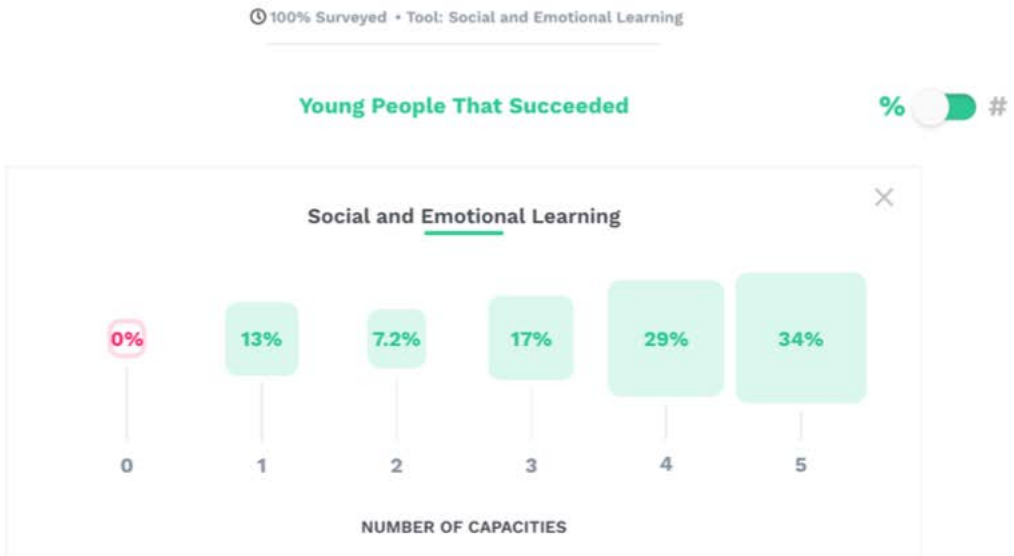 100% Surveyed • Tool: Social and Emotional Learning
Young People That Succeeded
% #
Social and Emotional Learning
0% 13% 7.2% 17% 29% 34%
0 1 2 3 4 5
NUMBER OF CAPACITIES